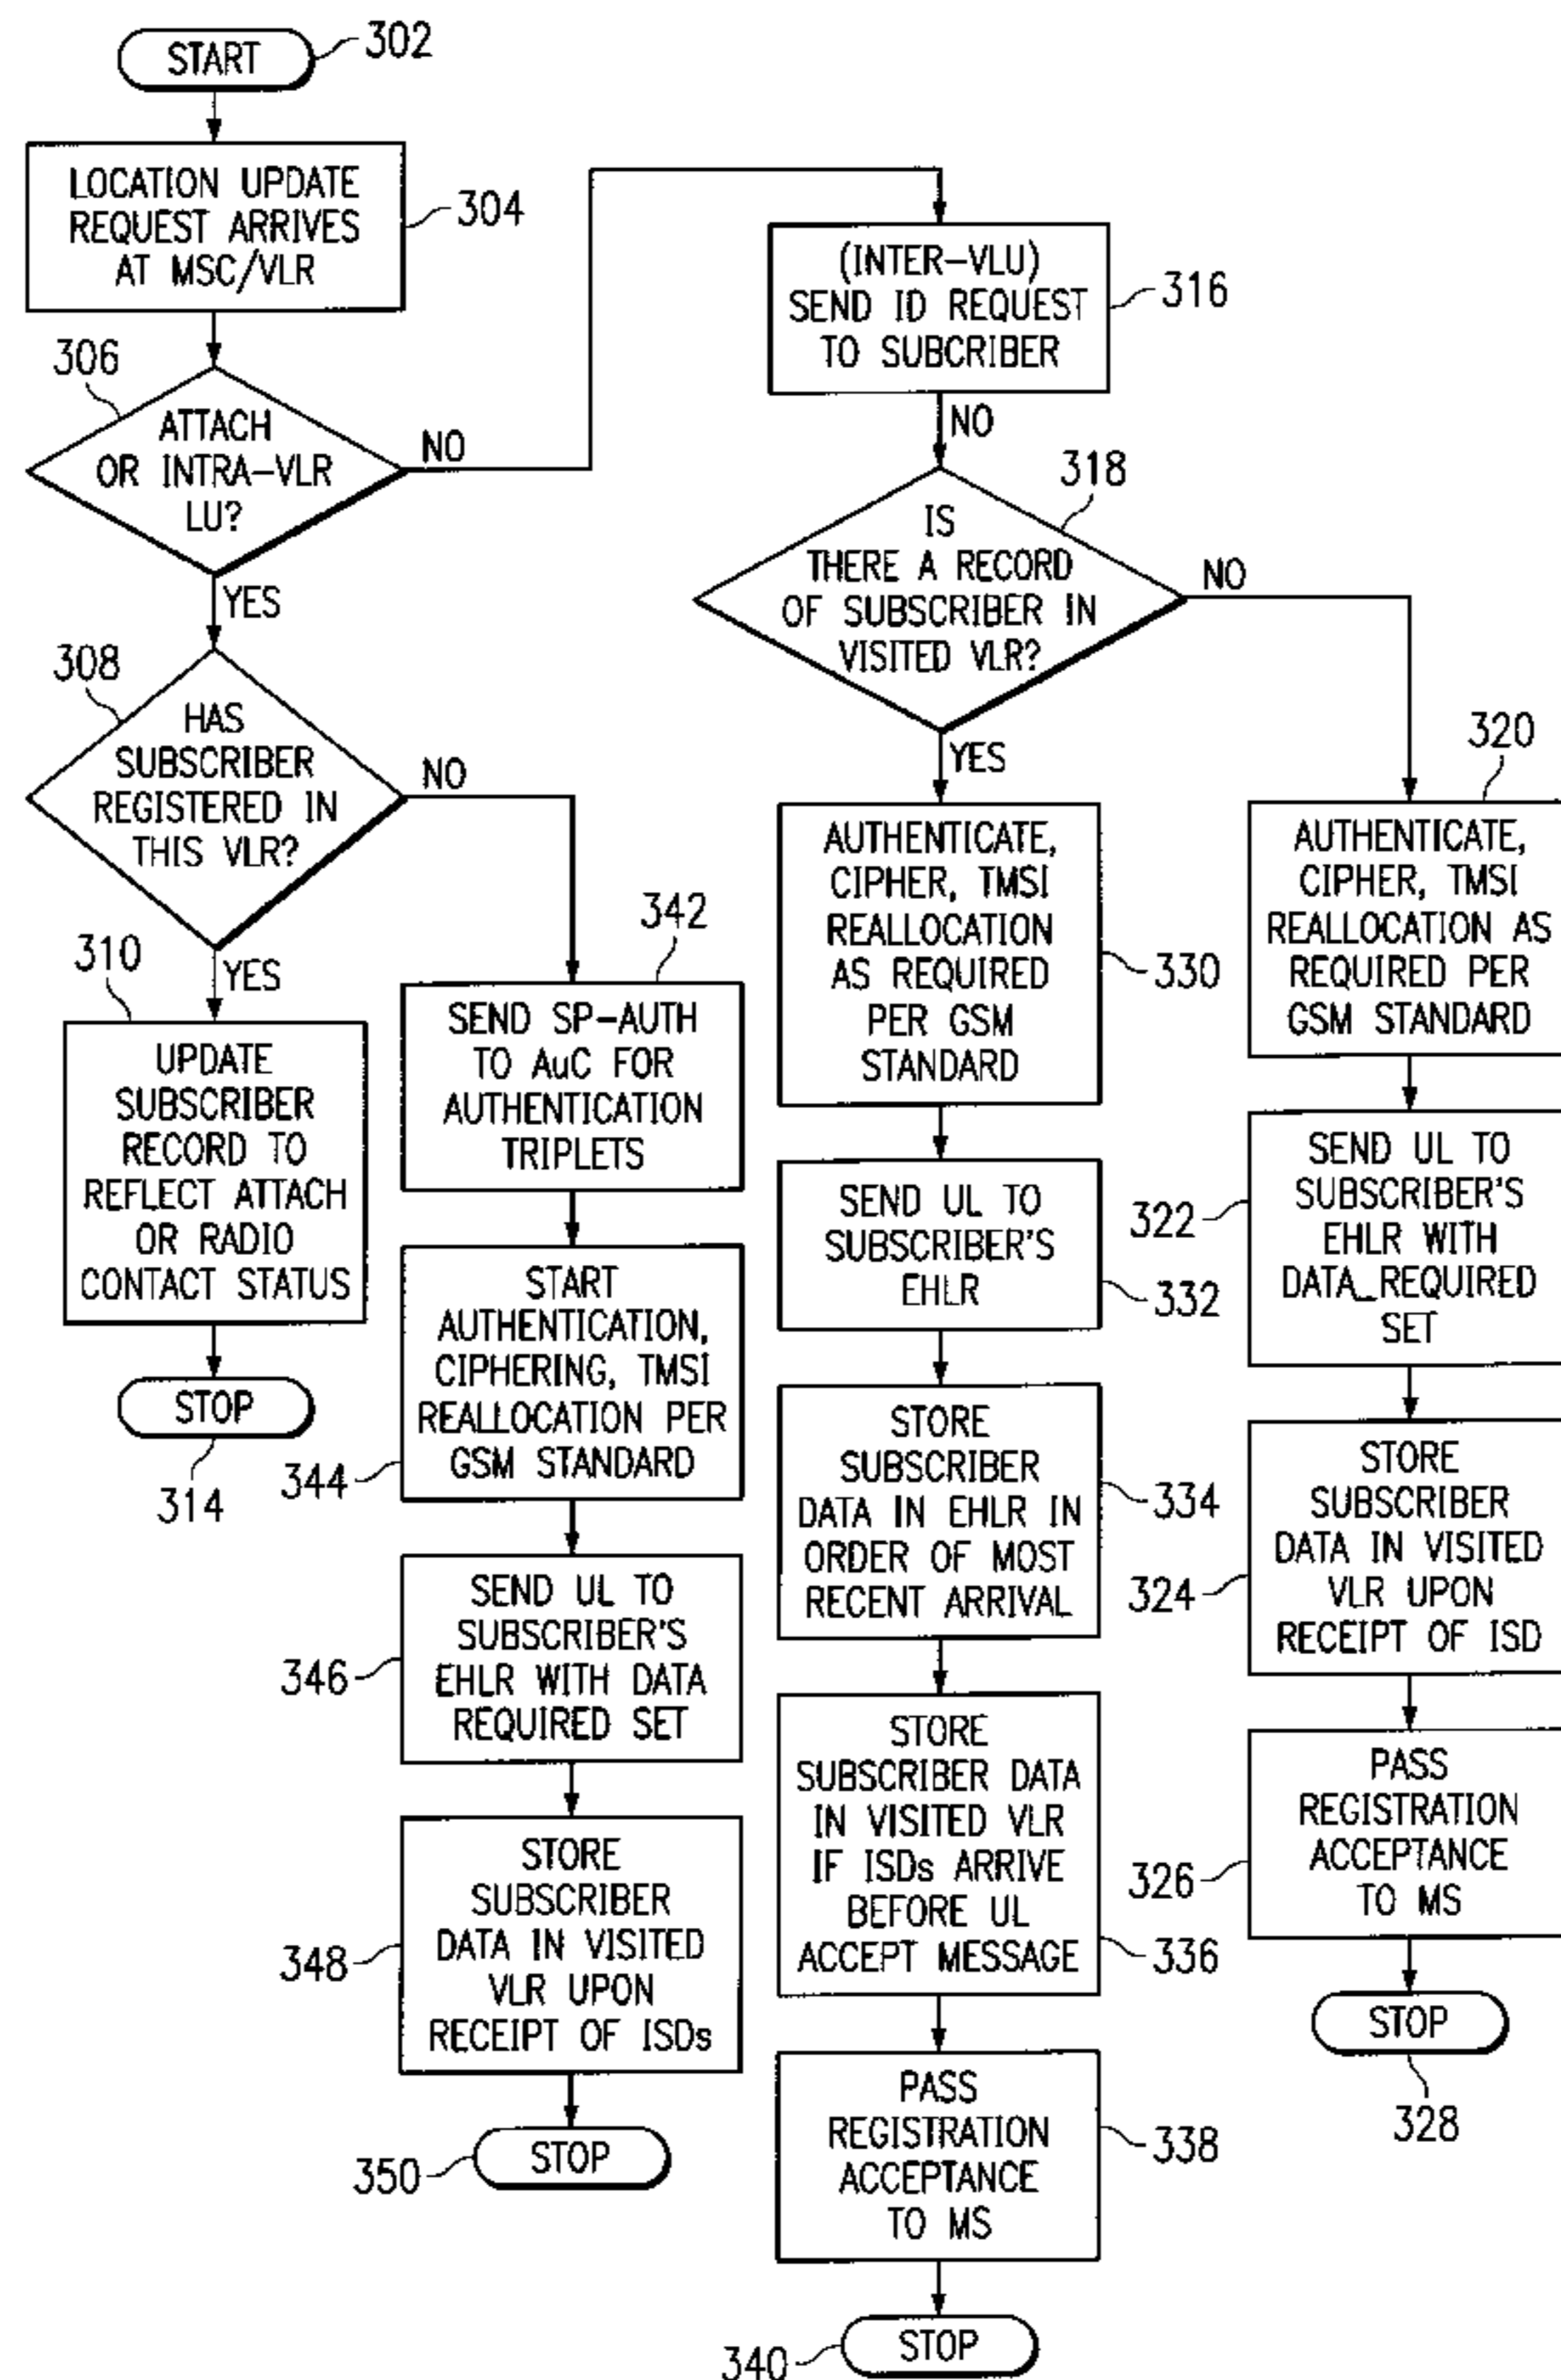 START
302
LOCATION UPDATE
REQUEST ARRIVES
AT MSC/VLR
304
306
ATTACH
OR INTRA-VLR
LU?
NO
YES
308
HAS
SUBSCRIBER
REGISTERED IN
THIS VLR?
NO
YES
310
UPDATE
SUBSCRIBER
RECORD TO
REFLECT ATTACH
OR RADIO
CONTACT STATUS
STOP
314
342
SEND SP-AUTH
TO AuC FOR
AUTHENTICATION
TRIPLETS
START
AUTHENTICATION,
CIPHERING, TMSI
REALLOCATION PER
GSM STANDARD
344
SEND UL TO
SUBSCRIBER'S
EHLR WITH DATA
REQUIRED SET
346
STORE
SUBSCRIBER
DATA IN VISITED
VLR UPON
RECEIPT OF ISDs
348
STOP
350
(INTER-VLU)
SEND ID REQUEST
TO SUBCRIBER
316
NO
318
IS
THERE A RECORD
OF SUBSCRIBER IN
VISITED VLR?
NO
YES
AUTHENTICATE,
CIPHER, TMSI
REALLOCATION
AS REQUIRED
PER GSM
STANDARD
330
SEND UL TO
SUBSCRIBER'S
EHLR
332
STORE
SUBSCRIBER
DATA IN EHLR IN
ORDER OF MOST
RECENT ARRIVAL
334
STORE
SUBSCRIBER DATA
IN VISITED VLR
IF ISDs ARRIVE
BEFORE UL
ACCEPT MESSAGE
336
PASS
REGISTRATION
ACCEPTANCE
TO MS
338
STOP
340
320
AUTHENTICATE,
CIPHER, TMSI
REALLOCATION AS
REQUIRED PER
GSM STANDARD
SEND UL TO
SUBSCRIBER'S
EHLR WITH
DATA_REQUIRED
SET
322
STORE
SUBSCRIBER
DATA IN VISITED
VLR UPON
RECEIPT OF ISD
324
PASS
REGISTRATION
ACCEPTANCE
TO MS
326
STOP
328